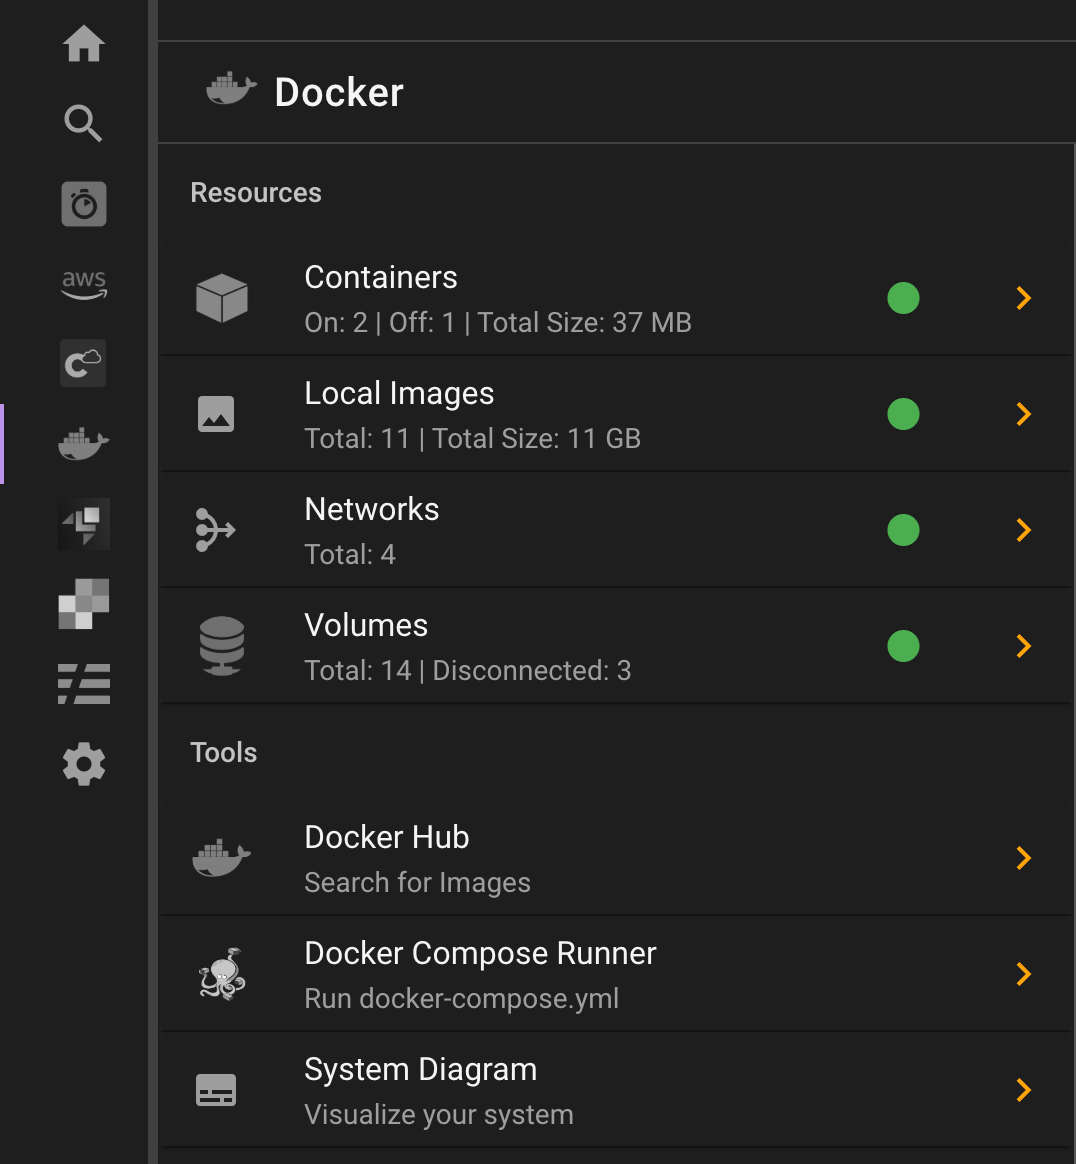 Docker
Resources
Containers
On: 2 | Off: 1 | Total Size: 37 MB
Local Images
Total: 11 | Total Size: 11 GB
Networks
Total: 4
Volumes
Total: 14 | Disconnected: 3
Tools
Docker Hub
Search for Images
Docker Compose Runner
Run docker-compose.yml
System Diagram
Visualize your system
aws